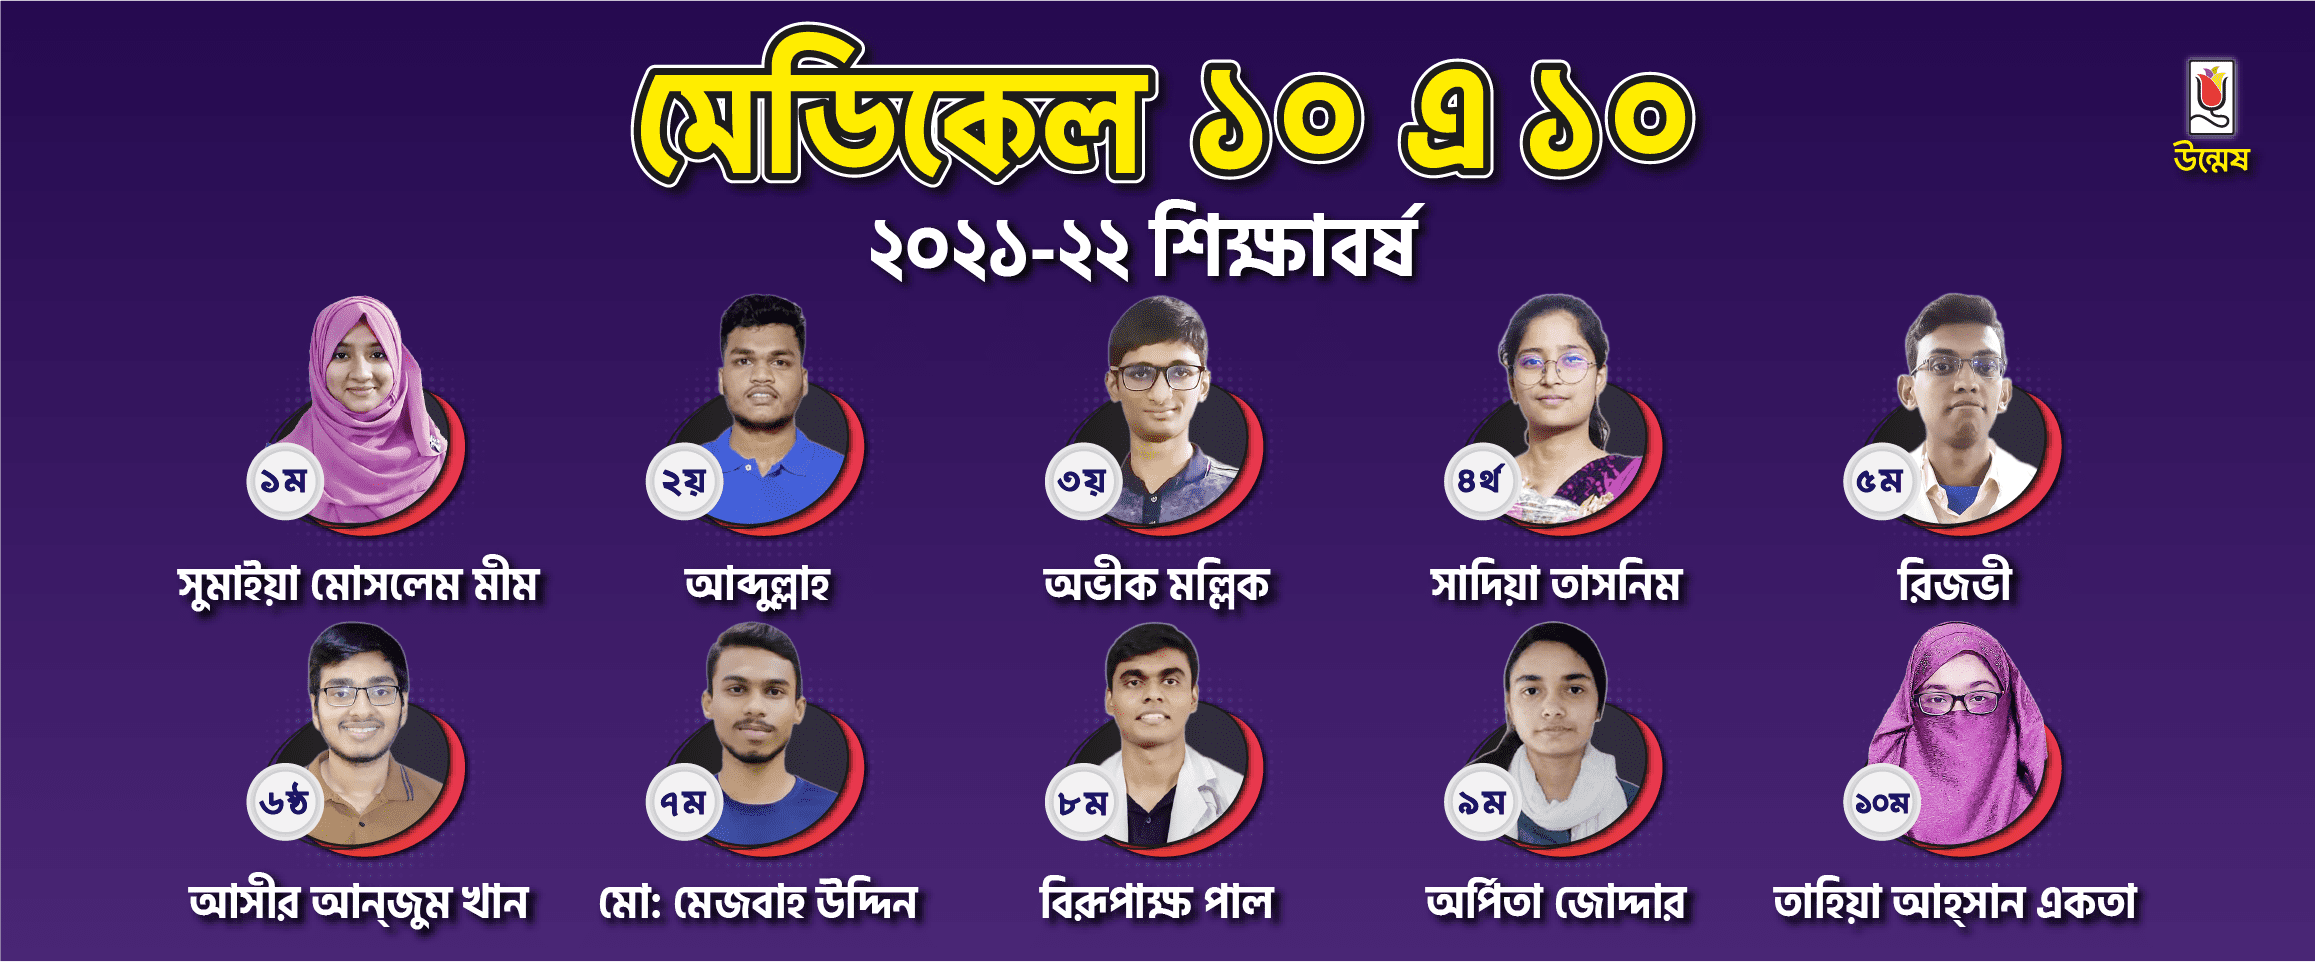 মেডিকেল ১০ এ ১০
উন্মেষ
২০২১-২২ শিক্ষাবর্ষ
১ম ২য় ৩য় ৪র্থ ৫ম
সুমাইয়া মোসলেম মীম আব্দুল্লাহ অভীক মল্লিক সাদিয়া তাসনিম রিজভী
৬ষ্ঠ ৭ম ৮ম ৯ম ১০ম
আসীর আন্‌জুম খান মো: মেজবাহ উদ্দিন বিরূপাক্ষ পাল অর্পিতা জোদ্দার তাহিয়া আহ্‌সান একতা